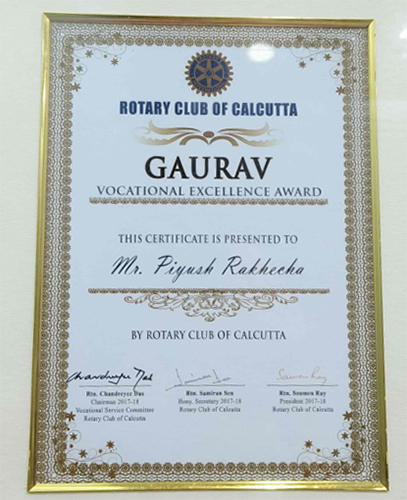 ROTARY CLUB OF CALCUTTA
GAURAV
VOCATIONAL EXCELLENCE AWARD
THIS CERTIFICATE IS PRESENTED TO
Mr. Piyush Rakhecha
BY ROTARY CLUB OF CALCUTTA
Rtn. Chandreyee Das
Chairman 2017-18
Vocational Service Committee
Rotary Club of Calcutta
Rtn. Samiran Sen
Hony. Secretary 2017-18
Rotary Club of Calcutta
Rtn. Soumen Ray
President 2017-18
Rotary Club of Calcutta